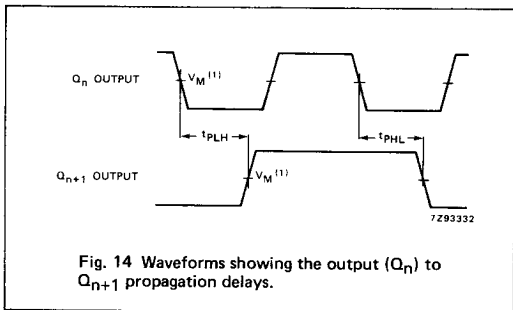 Qn OUTPUT
VM(1)
tPLH
tPHL
Qn+1 OUTPUT
VM(1)
7Z93332
Fig. 14 Waveforms showing the output (Qn) to
Qn+1 propagation delays.